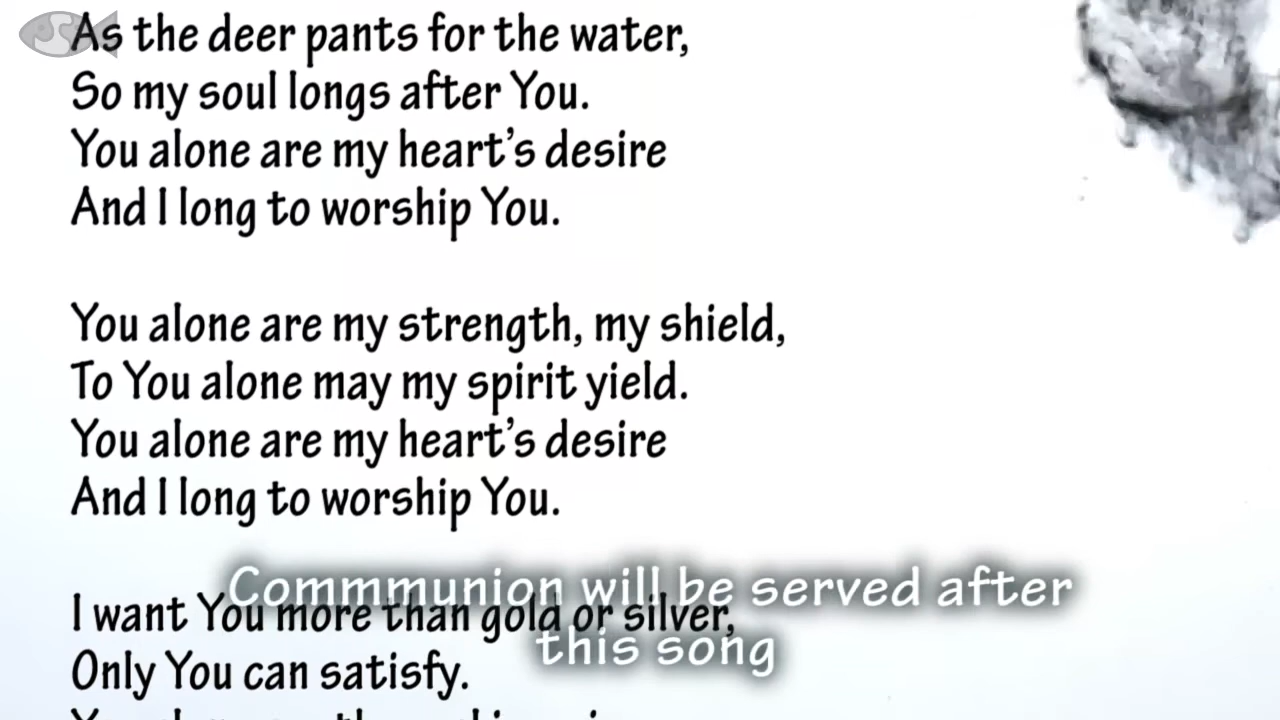 As the deer pants for the water,
So my soul longs after You.
You alone are my heart's desire
And I long to worship You.
You alone are my strength, my shield,
To You alone may my spirit yield.
You alone are my heart's desire
And I long to worship You.
Commmunion will be served after
I want You more than gold or silver,
this song
Only You can satisfy.